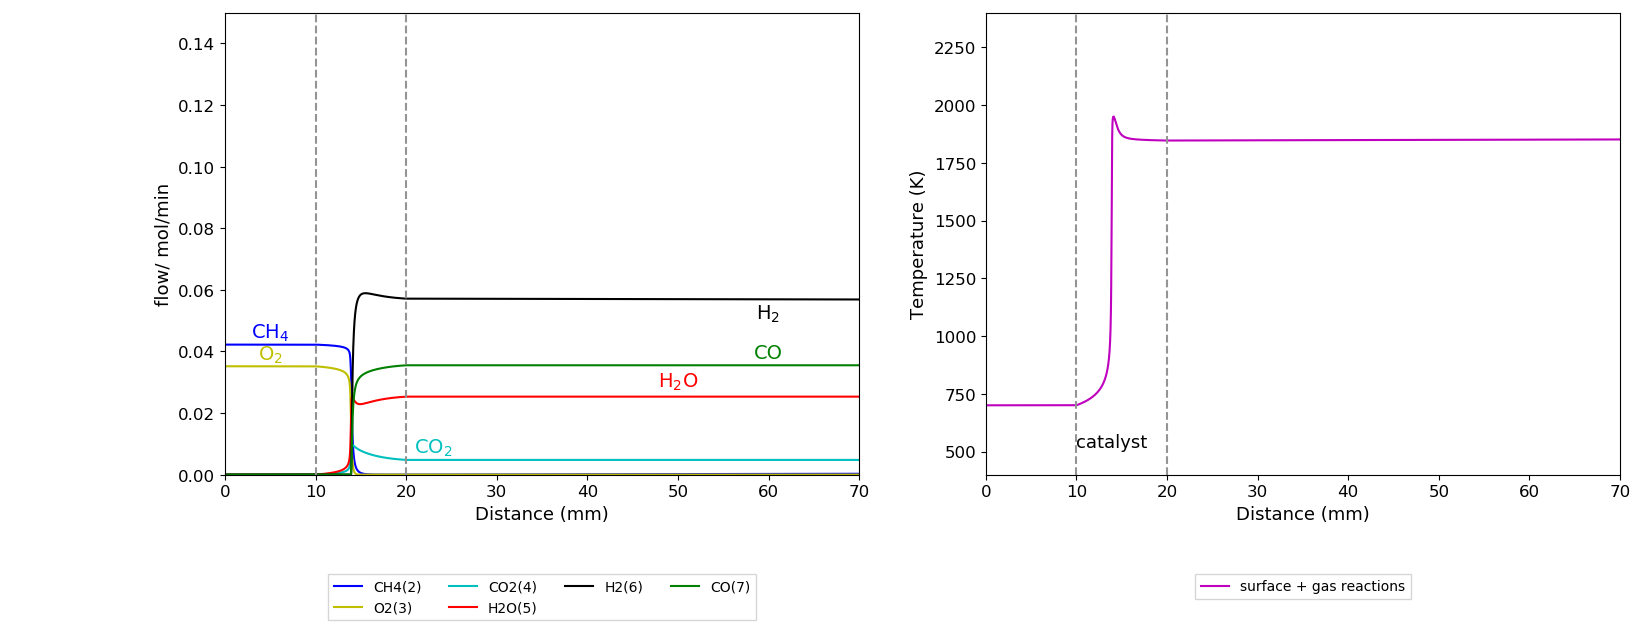 0.14
0.12
0.10
0.08
0.06
0.04
0.02
0.00
flow/ mol/min
CH₄
O₂
H₂
CO
H₂O
CO₂
0 10 20 30 40 50 60 70
Distance (mm)
CH4(2) CO2(4) H2(6) CO(7)
O2(3) H2O(5)
2250
2000
1750
1500
1250
1000
750
500
Temperature (K)
catalyst
0 10 20 30 40 50 60 70
Distance (mm)
surface + gas reactions